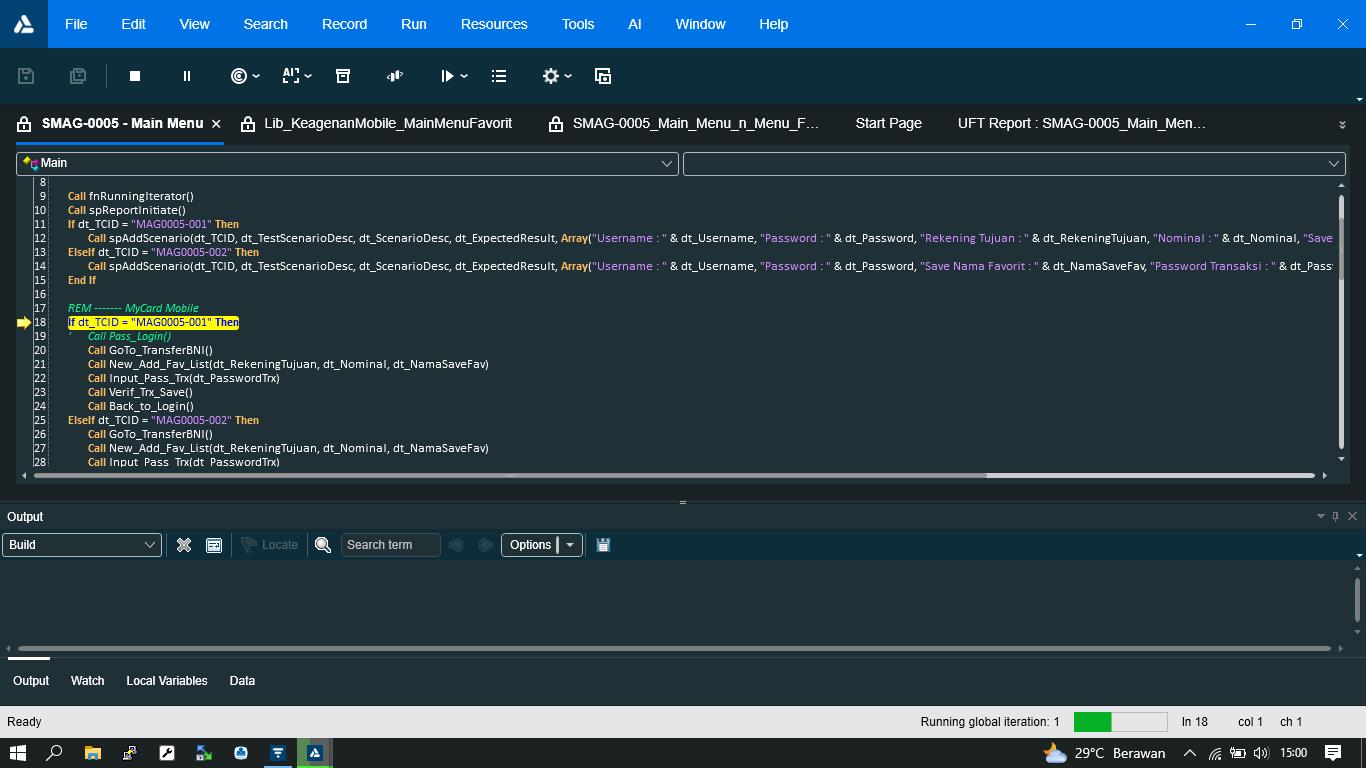 File Edit View Search Record Run Resources Tools AI Window Help
SMAG-0005 - Main Menu Lib_KeagenanMobile_MainMenuFavorit SMAG-0005_Main_Menu_n_Menu_F... Start Page UFT Report : SMAG-0005_Main_Men...
Main
8
9 Call fnRunningIterator()
10 Call spReportInitiate()
11 If dt_TCID = "MAG0005-001" Then
12 Call spAddScenario(dt_TCID, dt_TestScenarioDesc, dt_ScenarioDesc, dt_ExpectedResult, Array("Username : " & dt_Username, "Password : " & dt_Password, "Rekening Tujuan : " & dt_RekeningTujuan, "Nominal : " & dt_Nominal, "Save
13 ElseIf dt_TCID = "MAG0005-002" Then
14 Call spAddScenario(dt_TCID, dt_TestScenarioDesc, dt_ScenarioDesc, dt_ExpectedResult, Array("Username : " & dt_Username, "Password : " & dt_Password, "Save Nama Favorit : " & dt_NamaSaveFav, "Password Transaksi : " & dt_Pass
15 End If
16
17 REM ------- MyCard Mobile
18 If dt_TCID = "MAG0005-001" Then
19 ' Call Pass_Login()
20 Call GoTo_TransferBNI()
21 Call New_Add_Fav_List(dt_RekeningTujuan, dt_Nominal, dt_NamaSaveFav)
22 Call Input_Pass_Trx(dt_PasswordTrx)
23 Call Verif_Trx_Save()
24 Call Back_to_Login()
25 ElseIf dt_TCID = "MAG0005-002" Then
26 Call GoTo_TransferBNI()
27 Call New_Add_Fav_List(dt_RekeningTujuan, dt_Nominal, dt_NamaSaveFav)
28 Call Input_Pass_Trx(dt_PasswordTrx)
Output
Build Locate Search term Options
Output Watch Local Variables Data
Ready Running global iteration: 1 ln 18 col 1 ch 1
29°C Berawan 15:00